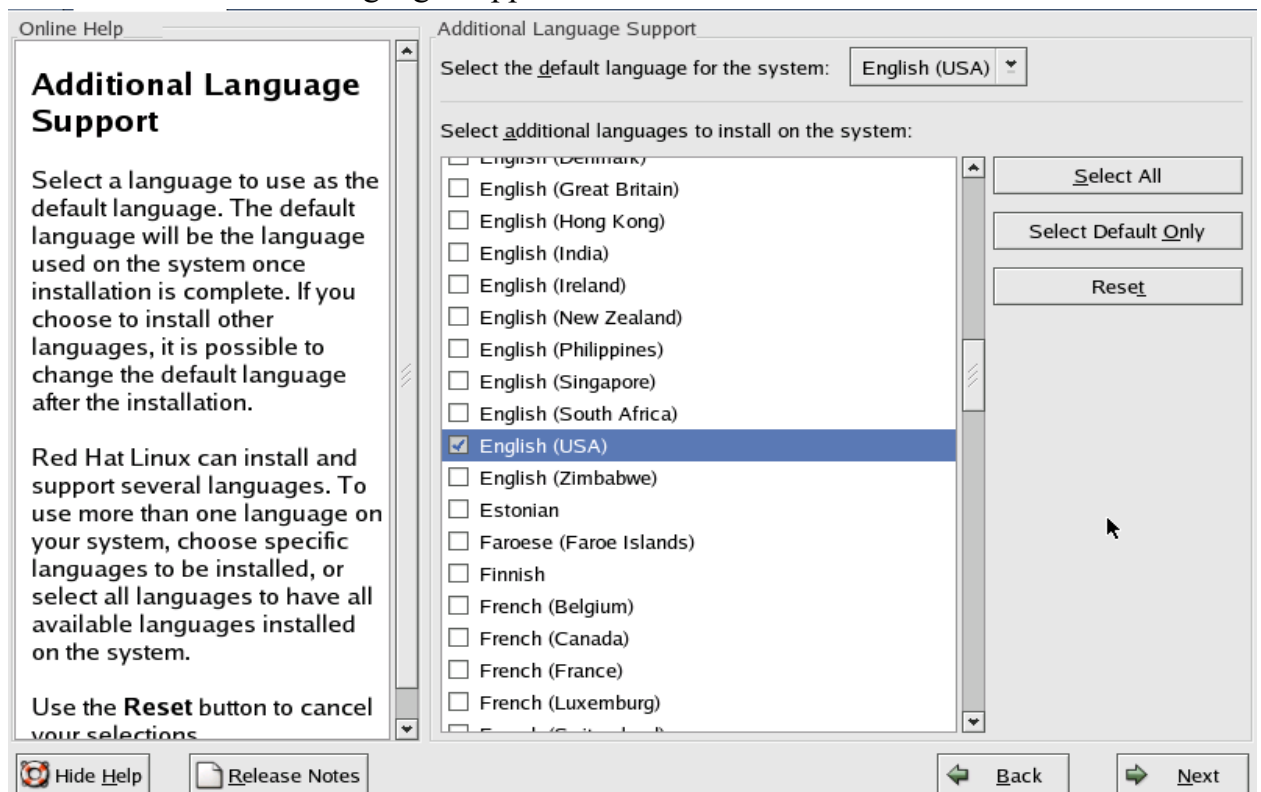 Online Help
Additional Language
Support
Select a language to use as the
default language. The default
language will be the language
used on the system once
installation is complete. If you
choose to install other
languages, it is possible to
change the default language
after the installation.
Red Hat Linux can install and
support several languages. To
use more than one language on
your system, choose specific
languages to be installed, or
select all languages to have all
available languages installed
on the system.
Use the Reset button to cancel
your selections
Additional Language Support
Select the default language for the system: English (USA)
Select additional languages to install on the system:
English (Denmark)
English (Great Britain)
English (Hong Kong)
English (India)
English (Ireland)
English (New Zealand)
English (Philippines)
English (Singapore)
English (South Africa)
English (USA)
English (Zimbabwe)
Estonian
Faroese (Faroe Islands)
Finnish
French (Belgium)
French (Canada)
French (France)
French (Luxemburg)
Select All
Select Default Only
Reset
Hide Help
Release Notes
Back
Next